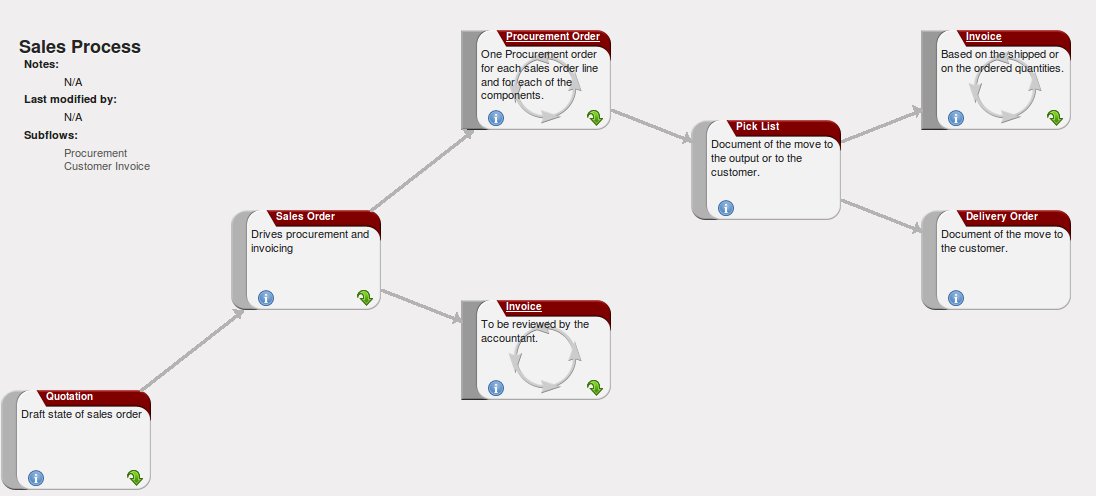 Sales Process
Notes:
N/A
Last modified by:
N/A
Subflows:
Procurement
Customer Invoice
Procurement Order
One Procurement order
for each sales order line
and for each of the
components.
Invoice
Based on the shipped or
on the ordered quantities.
Pick List
Document of the move to
the output or to the
customer.
Sales Order
Drives procurement and
invoicing
Delivery Order
Document of the move to
the customer.
Invoice
To be reviewed by the
accountant.
Quotation
Draft state of sales order